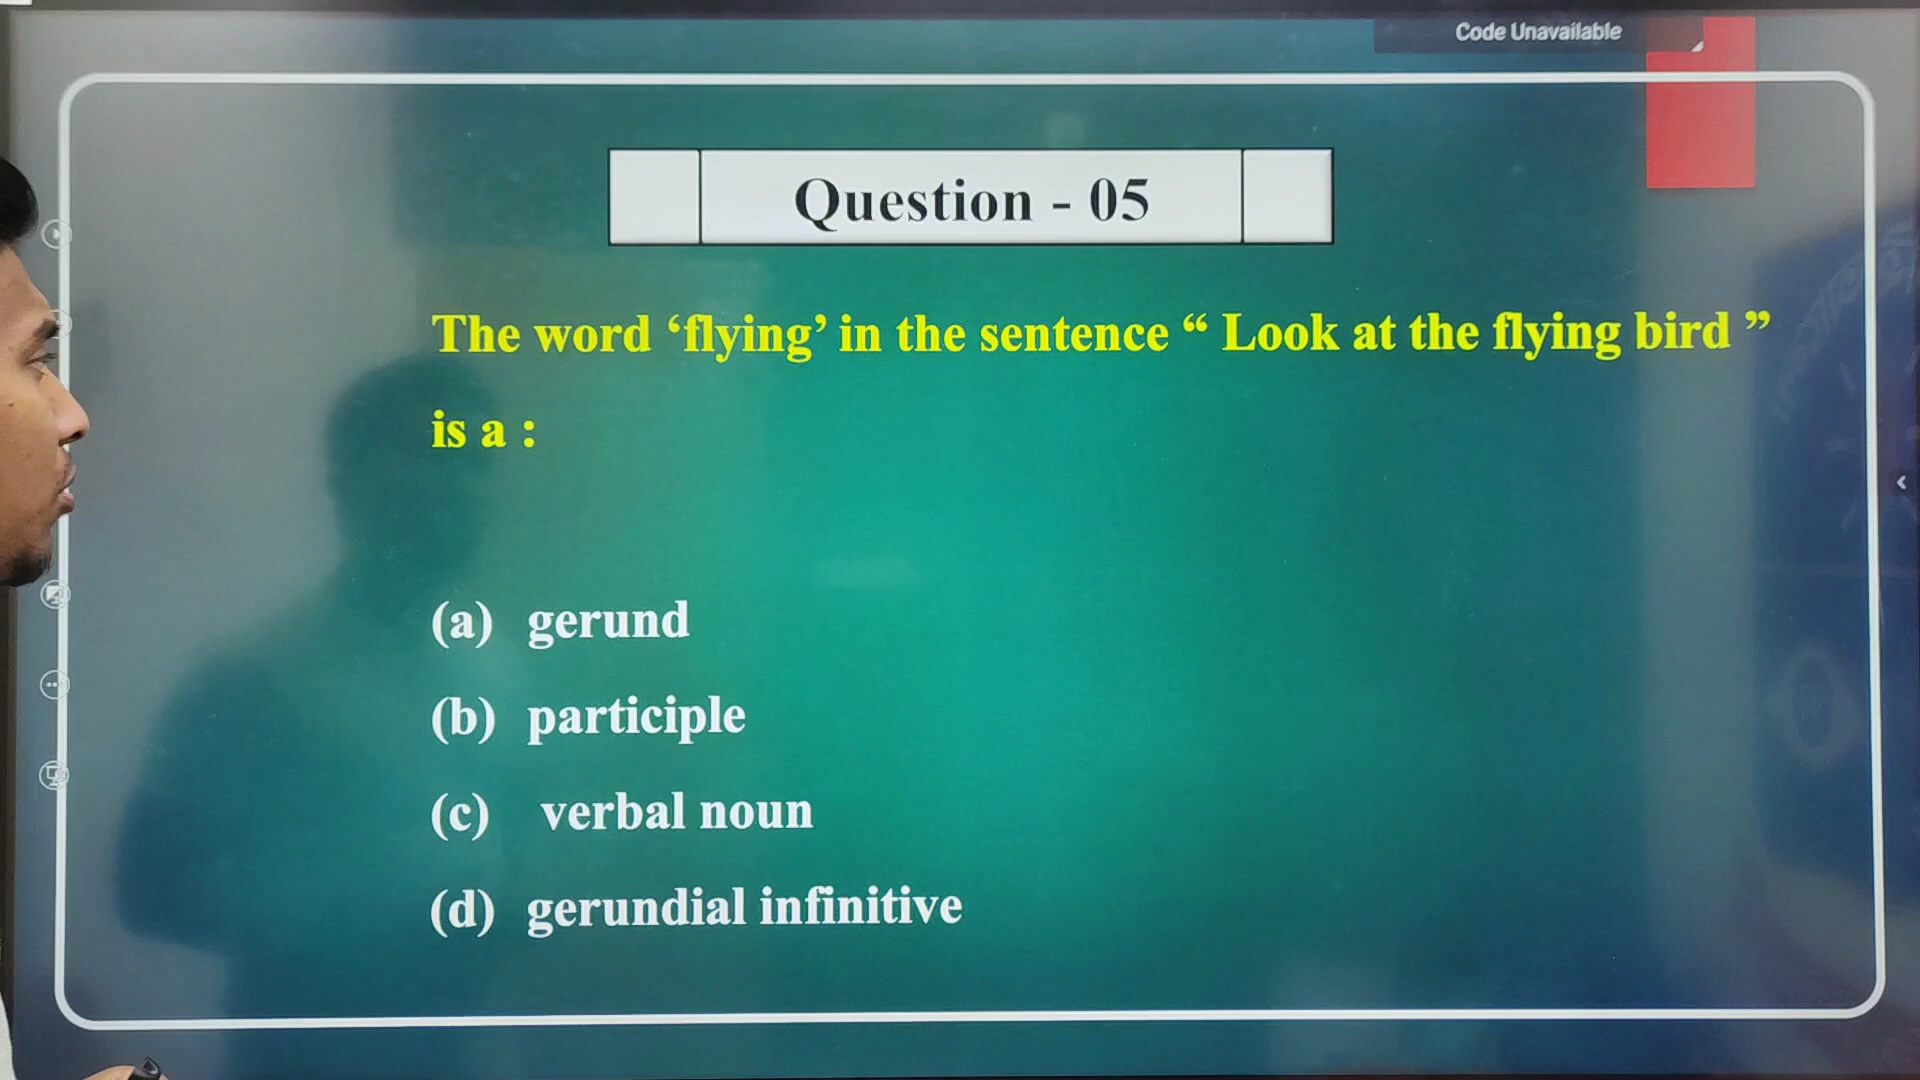 Code Unavailable
Question - 05
The word ‘flying’ in the sentence “ Look at the flying bird ”
is a :
(a) gerund
(b) participle
(c) verbal noun
(d) gerundial infinitive